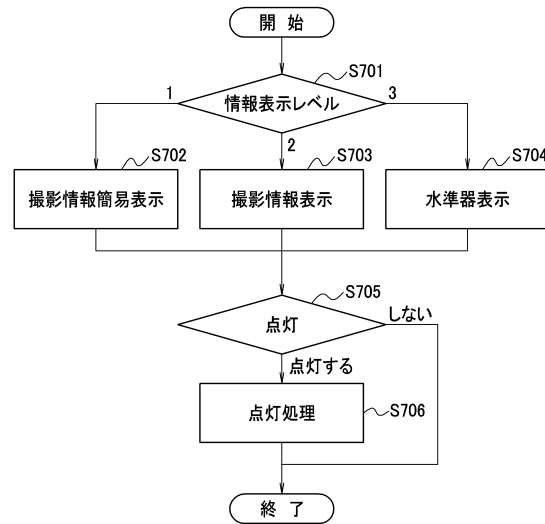 開 始
S701
情報表示レベル
1
2
3
S702
撮影情報簡易表示
S703
撮影情報表示
S704
水準器表示
S705
点灯
しない
点灯する
点灯処理
S706
終 了